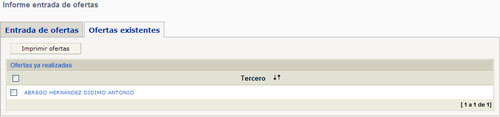 Informe entrada de ofertas
Entrada de ofertas
Ofertas existentes
Imprimir ofertas
Ofertas ya realizadas
Tercero
ABREGO HERNANDEZ DIDIMO ANTONIO
[ 1 a 1 de 1]